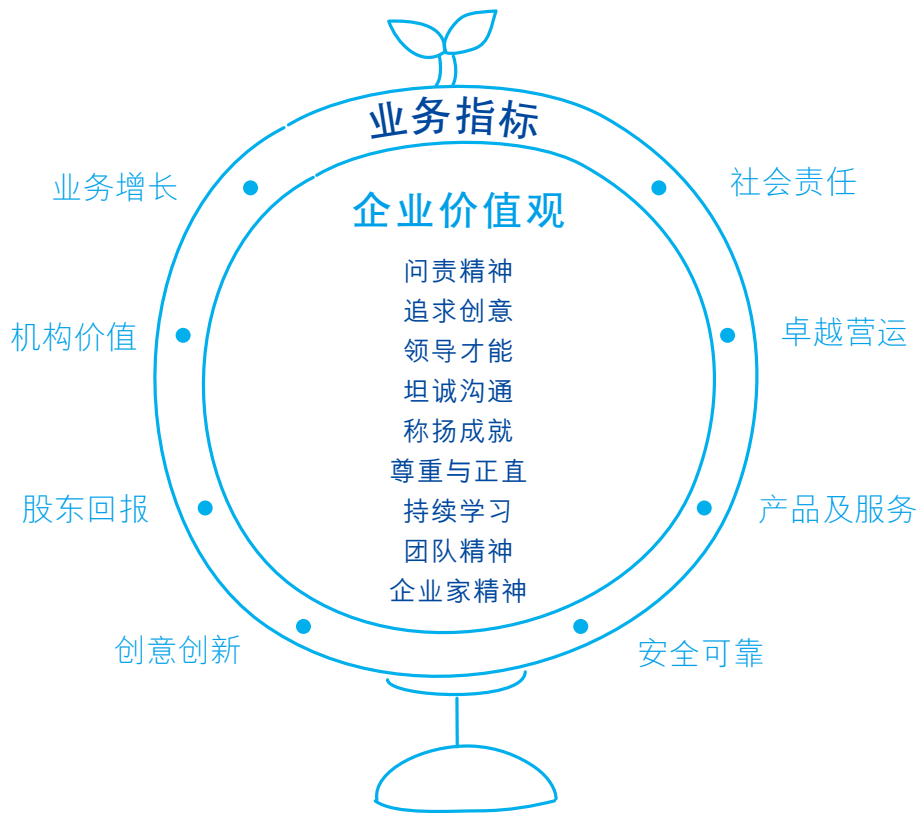 业务指标
企业价值观
问责精神
追求创意
领导才能
坦诚沟通
称扬成就
尊重与正直
持续学习
团队精神
企业家精神
业务增长
机构价值
股东回报
创意创新
社会责任
卓越营运
产品及服务
安全可靠